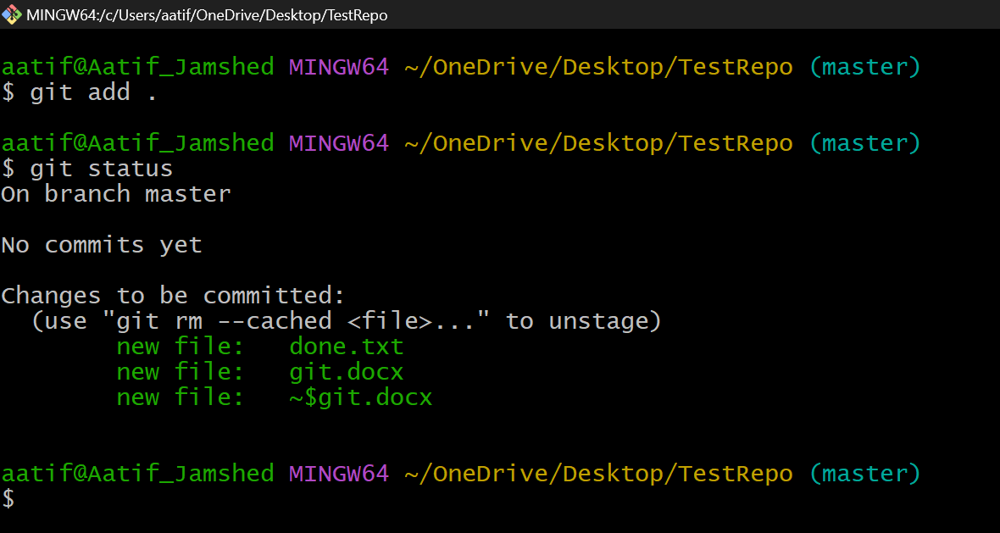 MINGW64:/c/Users/aatif/OneDrive/Desktop/TestRepo
aatif@Aatif_Jamshed MINGW64 ~/OneDrive/Desktop/TestRepo (master)
$ git add .
aatif@Aatif_Jamshed MINGW64 ~/OneDrive/Desktop/TestRepo (master)
$ git status
On branch master
No commits yet
Changes to be committed:
(use "git rm --cached <file>..." to unstage)
new file: done.txt
new file: git.docx
new file: ~$git.docx
aatif@Aatif_Jamshed MINGW64 ~/OneDrive/Desktop/TestRepo (master)
$